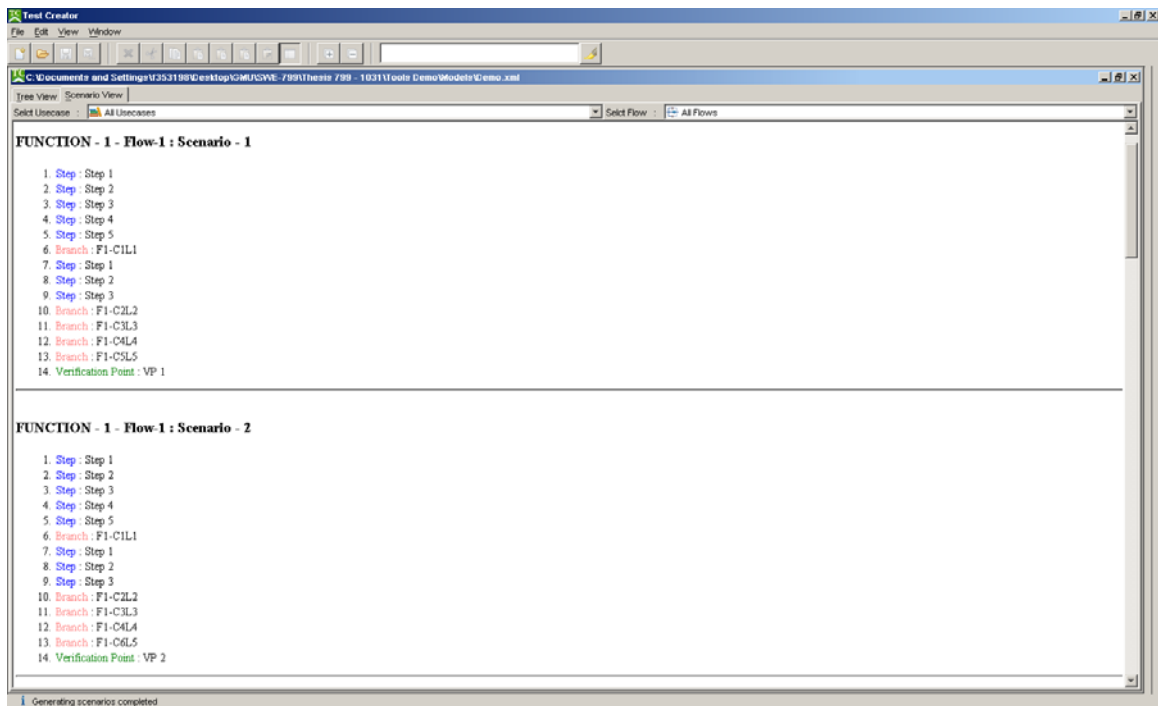 Test Creator
File Edit View Window
C:\Documents and Settings\f353198\Desktop\GMU\SWE-799\Thesis 799 - 1031\Tools Demo\Models\Demo.xml
Tree View Scenario View
Selct Usecase : All Usecases Selct Flow : All Flows
FUNCTION - 1 - Flow-1 : Scenario - 1
1. Step : Step 1
2. Step : Step 2
3. Step : Step 3
4. Step : Step 4
5. Step : Step 5
6. Branch : F1-C1L1
7. Step : Step 1
8. Step : Step 2
9. Step : Step 3
10. Branch : F1-C2L2
11. Branch : F1-C3L3
12. Branch : F1-C4L4
13. Branch : F1-C5L5
14. Verification Point : VP 1
FUNCTION - 1 - Flow-1 : Scenario - 2
1. Step : Step 1
2. Step : Step 2
3. Step : Step 3
4. Step : Step 4
5. Step : Step 5
6. Branch : F1-C1L1
7. Step : Step 1
8. Step : Step 2
9. Step : Step 3
10. Branch : F1-C2L2
11. Branch : F1-C3L3
12. Branch : F1-C4L4
13. Branch : F1-C6L5
14. Verification Point : VP 2
Generating scenarios completed